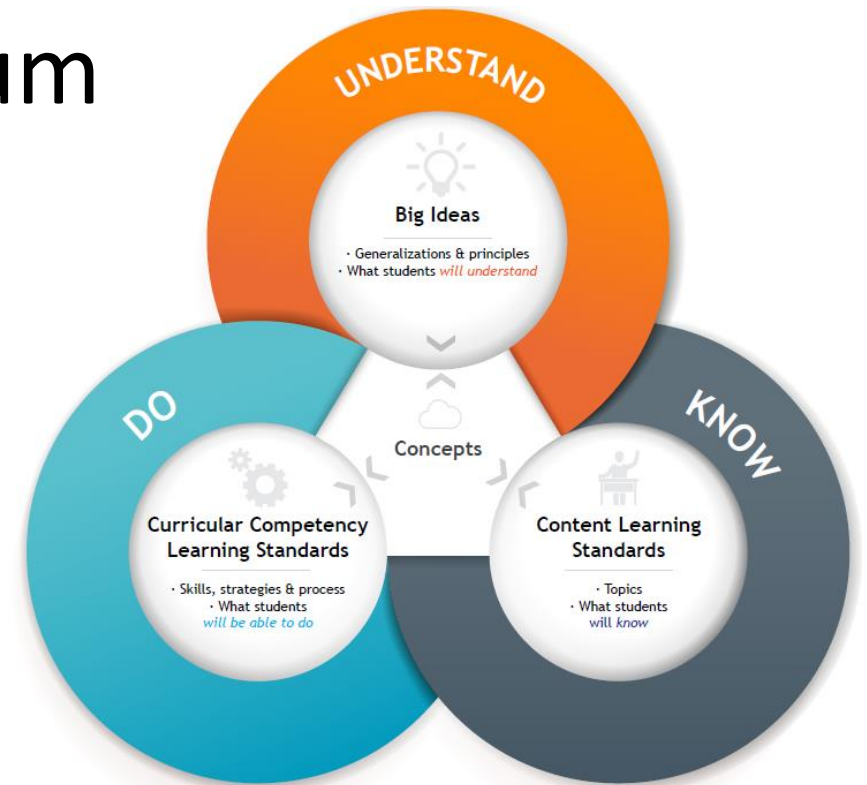 um
UNDERSTAND
Big Ideas
· Generalizations & principles
· What students will understand
DO
KNOW
Concepts
Curricular Competency
Learning Standards
· Skills, strategies & process
· What students
will be able to do
Content Learning
Standards
· Topics
· What students
will know